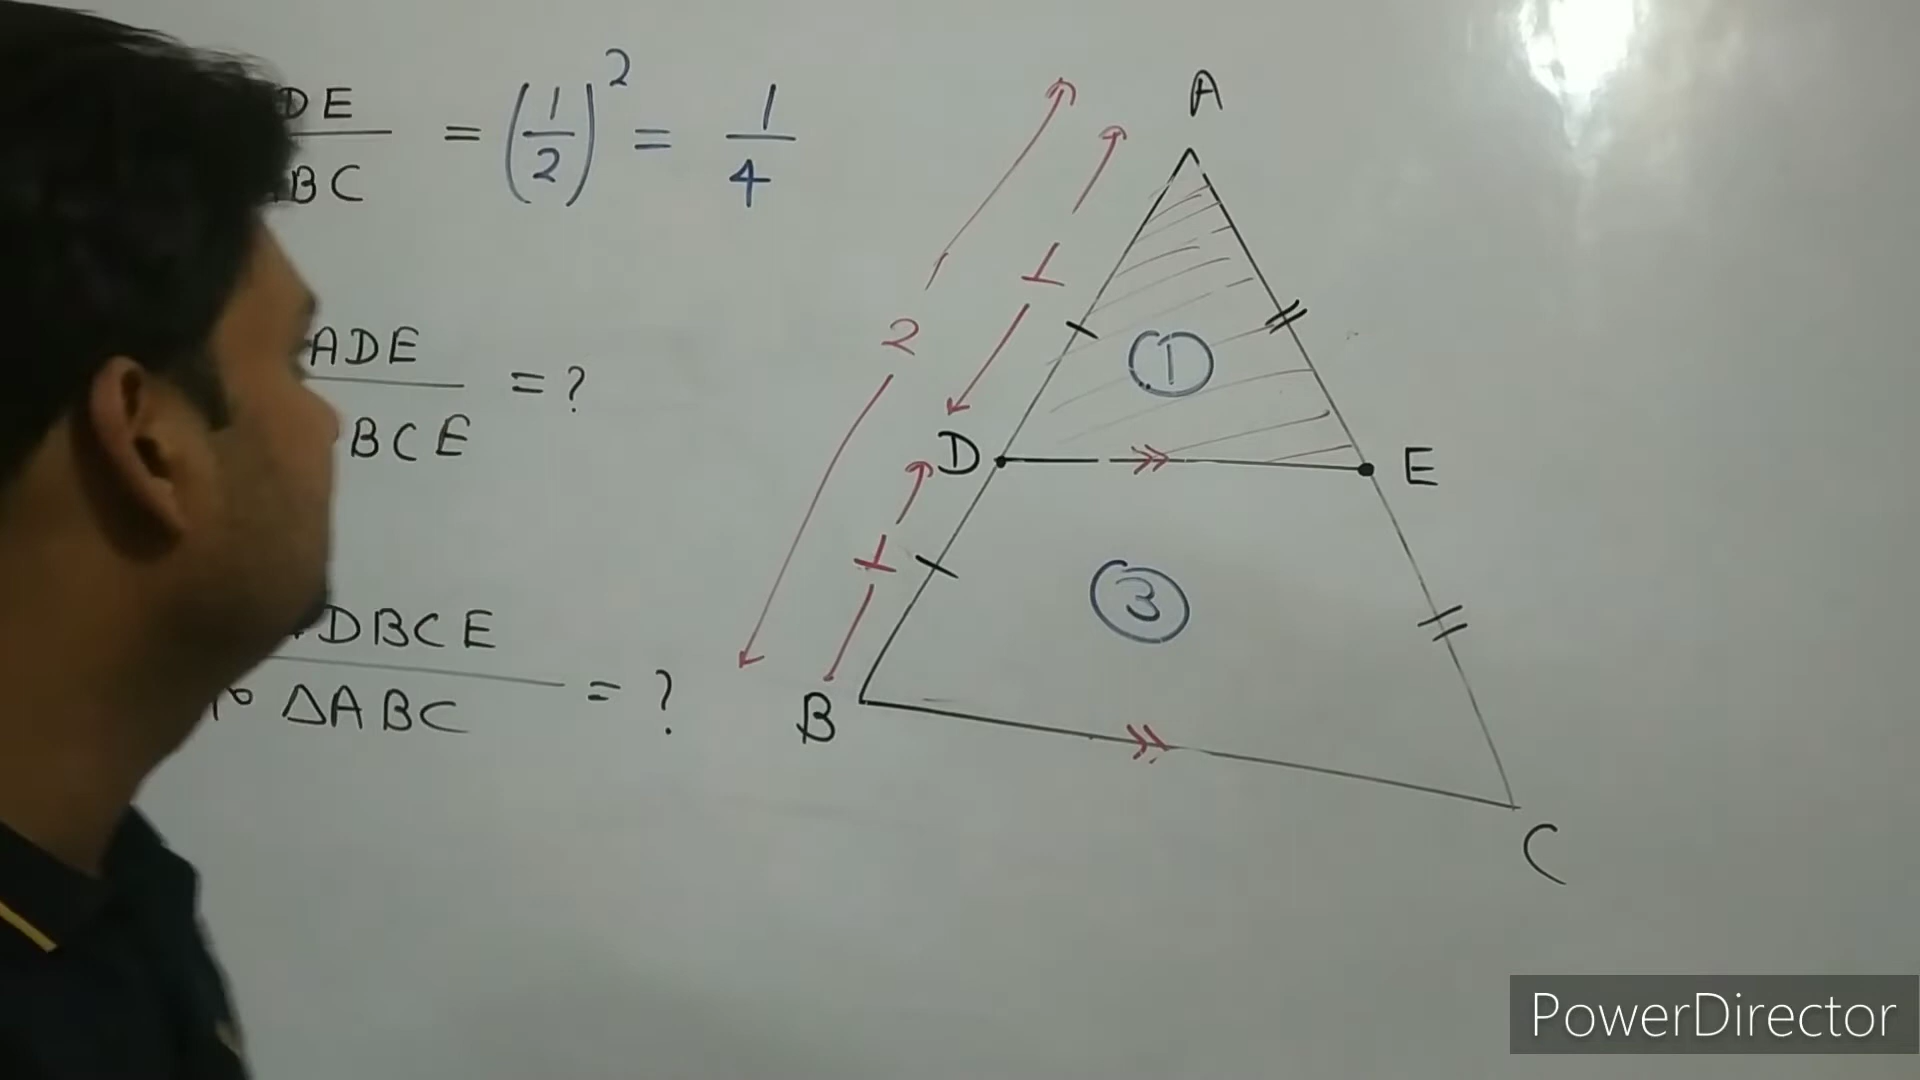 DE
BC
= (1/2)² = 1/4
ADE
BCE
= ?
DBCE
ΔABC
= ?
A
2
1
1
D
E
1
3
B
C
PowerDirector